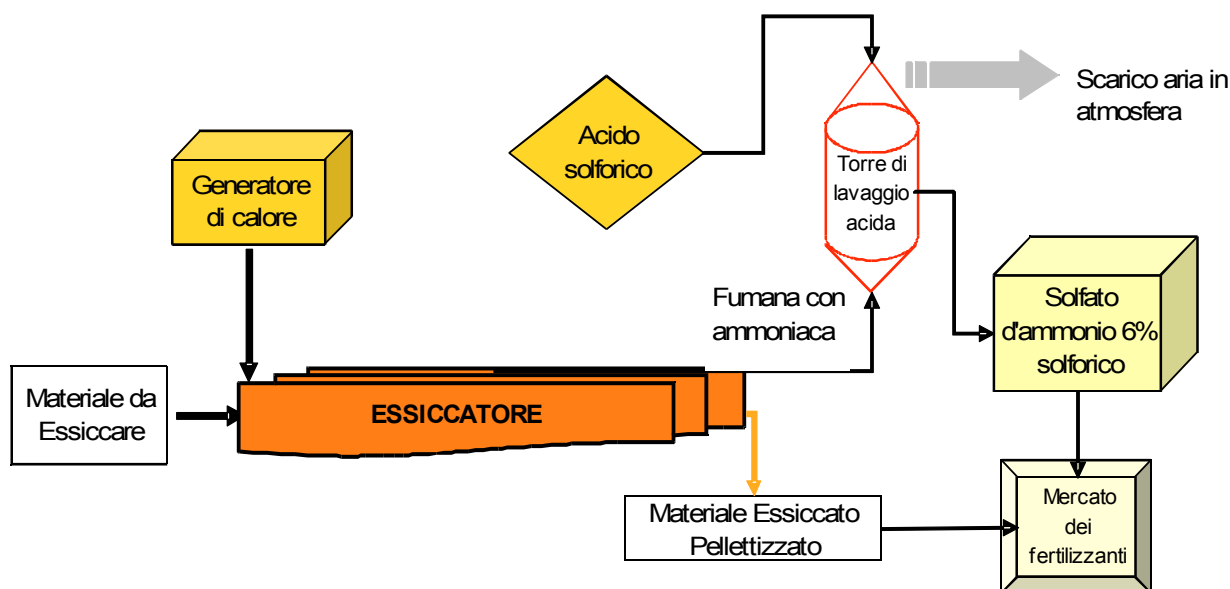 Acido
solforico
Scarico aria in
atmosfera
Generatore
di calore
Torre di
lavaggio
acida
Fumana con
ammoniaca
Solfato
d'ammonio 6%
solforico
Materiale da
Essiccare
ESSICCATORE
Materiale Essiccato
Pellettizzato
Mercato
dei
fertilizzanti